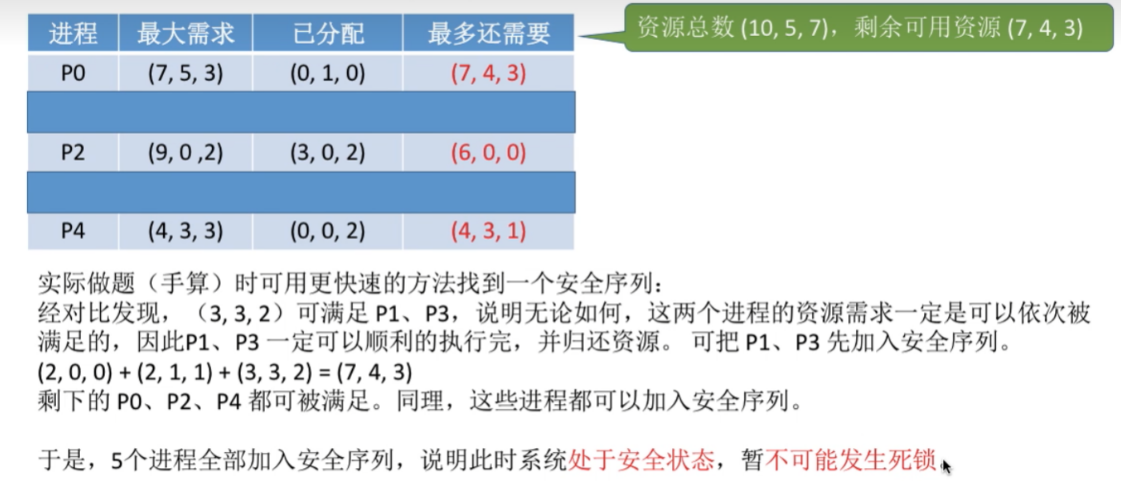 进程 最大需求 已分配 最多还需要
资源总数 (10, 5, 7)，剩余可用资源 (7, 4, 3)
P0 (7, 5, 3) (0, 1, 0) (7, 4, 3)
P2 (9, 0 ,2) (3, 0, 2) (6, 0, 0)
P4 (4, 3, 3) (0, 0, 2) (4, 3, 1)
实际做题（手算）时可用更快速的方法找到一个安全序列：
经对比发现，（3, 3, 2）可满足 P1、P3，说明无论如何，这两个进程的资源需求一定是可以依次被
满足的，因此P1、P3 一定可以顺利的执行完，并归还资源。 可把 P1、P3 先加入安全序列。
(2, 0, 0) + (2, 1, 1) + (3, 3, 2) = (7, 4, 3)
剩下的 P0、P2、P4 都可被满足。同理，这些进程都可以加入安全序列。
于是，5个进程全部加入安全序列，说明此时系统处于安全状态，暂不可能发生死锁。